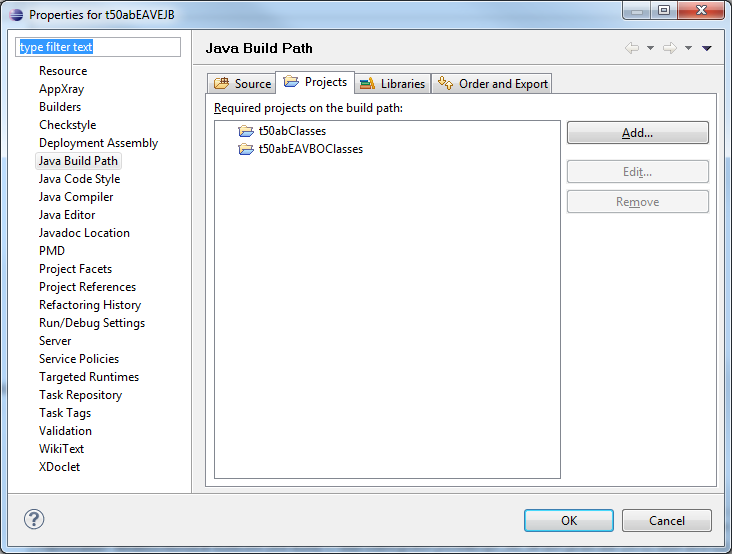 Properties for t50abEAVEJB
type filter text
Resource
AppXray
Builders
Checkstyle
Deployment Assembly
Java Build Path
Java Code Style
Java Compiler
Java Editor
Javadoc Location
PMD
Project Facets
Project References
Refactoring History
Run/Debug Settings
Server
Service Policies
Targeted Runtimes
Task Repository
Task Tags
Validation
WikiText
XDoclet
Java Build Path
Source Projects Libraries Order and Export
Required projects on the build path:
t50abClasses
t50abEAVBOClasses
Add...
Edit...
Remove
? OK Cancel